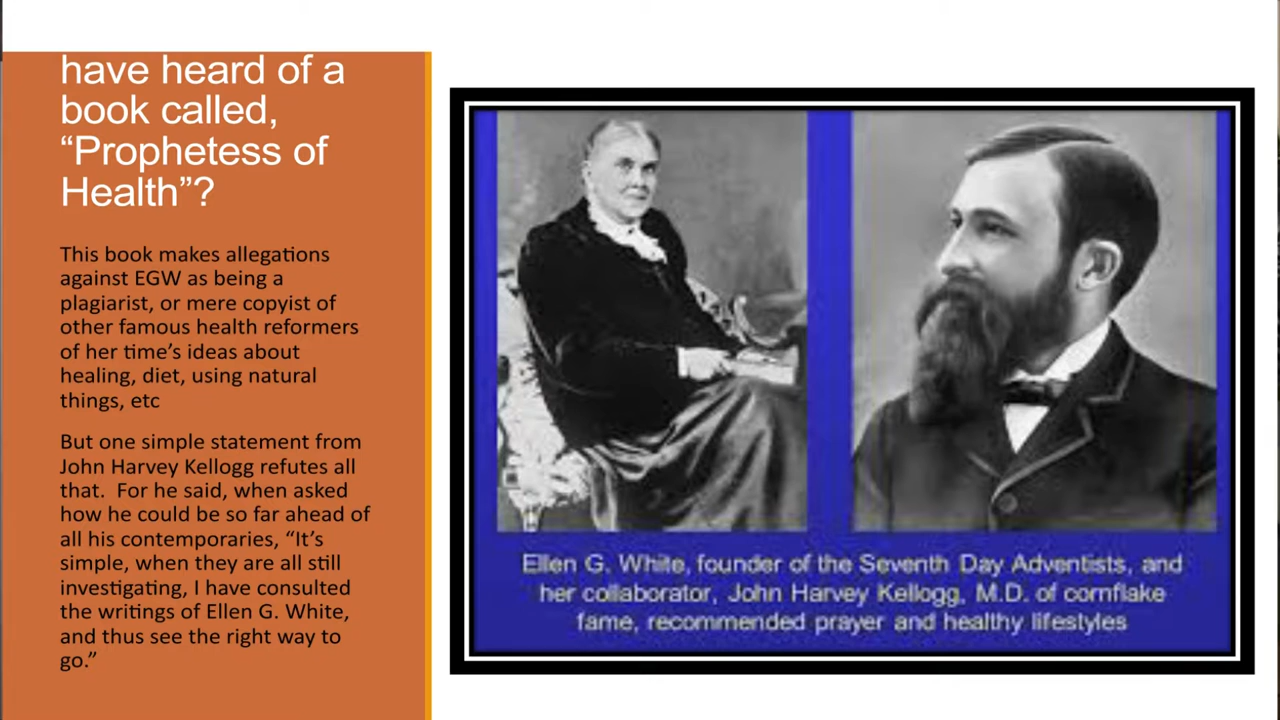 have heard of a
book called,
“Prophetess of
Health”?
This book makes allegations
against EGW as being a
plagiarist, or mere copyist of
other famous health reformers
of her time’s ideas about
healing, diet, using natural
things, etc
But one simple statement from
John Harvey Kellogg refutes all
that.  For he said, when asked
how he could be so far ahead of
all his contemporaries, “It’s
simple, when they are all still
investigating, I have consulted
the writings of Ellen G. White,
and thus see the right way to
go.”
Ellen G. White, founder of the Seventh Day Adventists, and
her collaborator, John Harvey Kellogg, M.D. of cornflake
fame, recommended prayer and healthy lifestyles